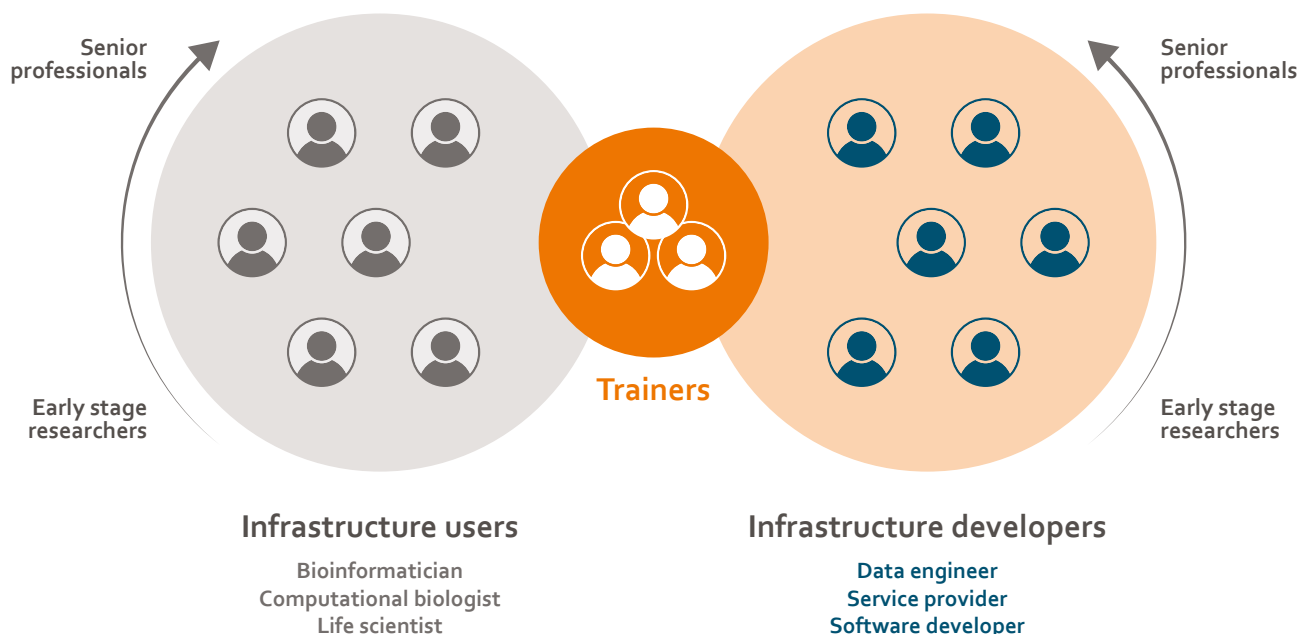 Senior
professionals
Senior
professionals
Trainers
Early stage
researchers
Early stage
researchers
Infrastructure users
Infrastructure developers
Bioinformatician
Computational biologist
Life scientist
Data engineer
Service provider
Software developer